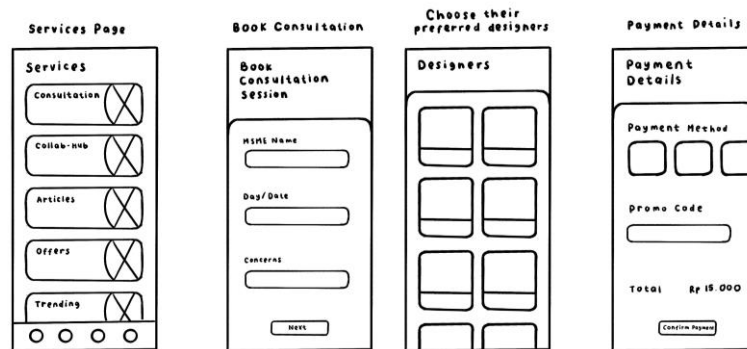 Services Page
Services
Consultation
Collab-Hub
Articles
Offers
Trending
Book Consultation
Book
Consultation
Session
MSME Name
Day/Date
Concerns
Next
Choose their
preferred designers
Designers
Payment Details
Payment
Details
Payment Method
Promo Code
Total Rp 15.000
Confirm Payment